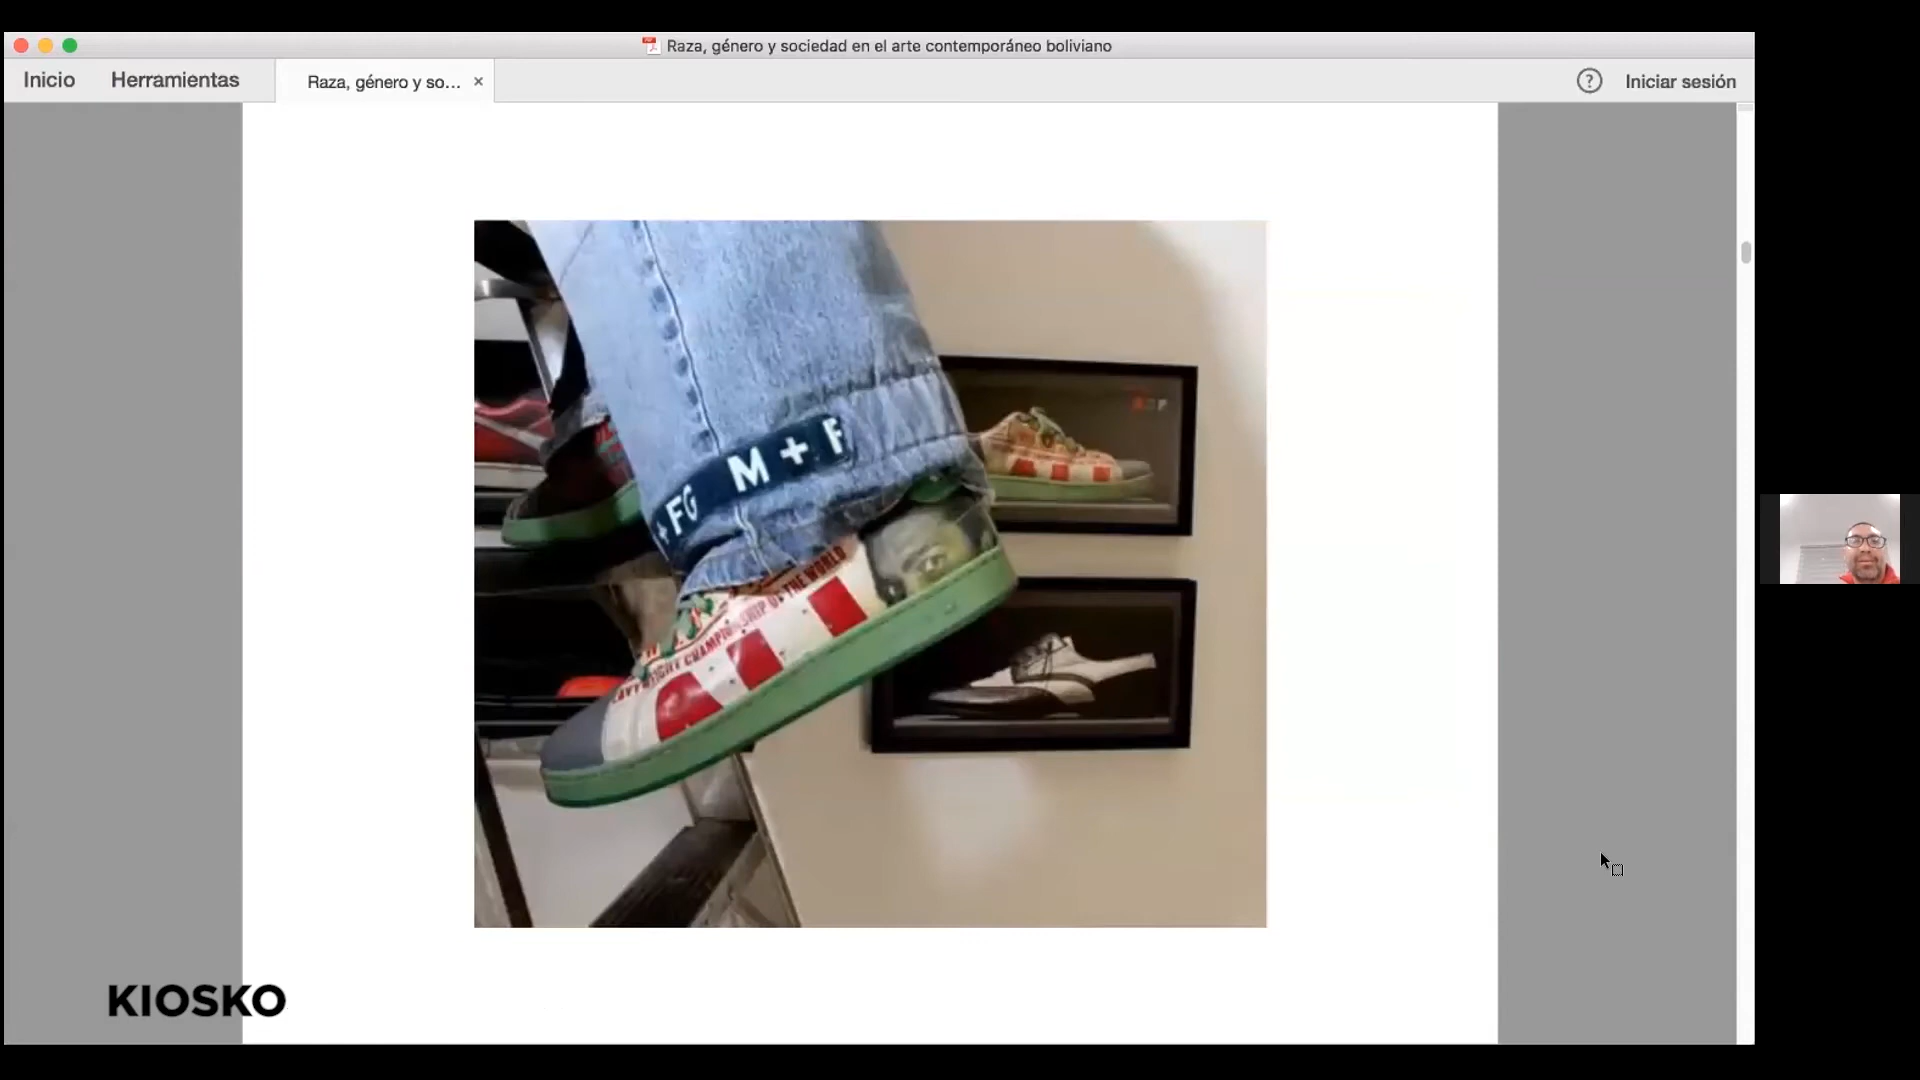 Raza, género y sociedad en el arte contemporáneo boliviano
Inicio
Herramientas
Raza, género y so... ×
?
Iniciar sesión
M + F
+ FG
CHAMPIONSHIP OF THE WORLD
KIOSKO